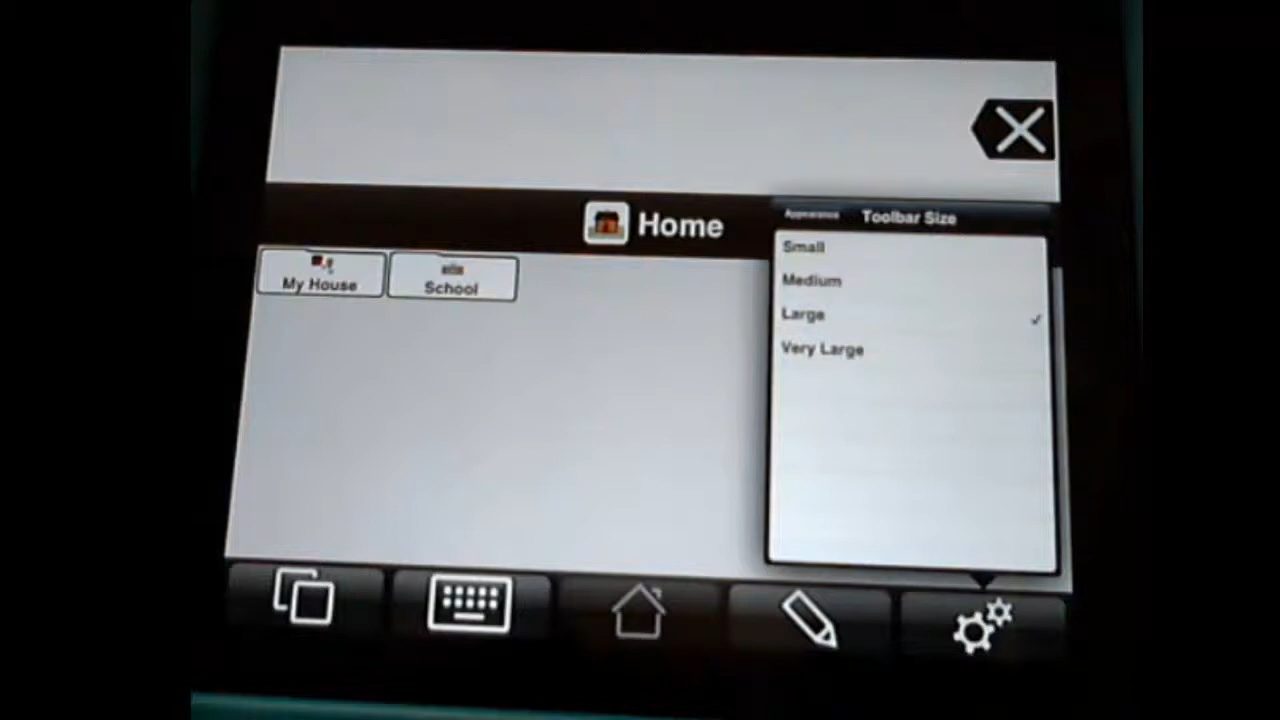 Home
Appearance
Toolbar Size
My House
School
Small
Medium
Large
Very Large